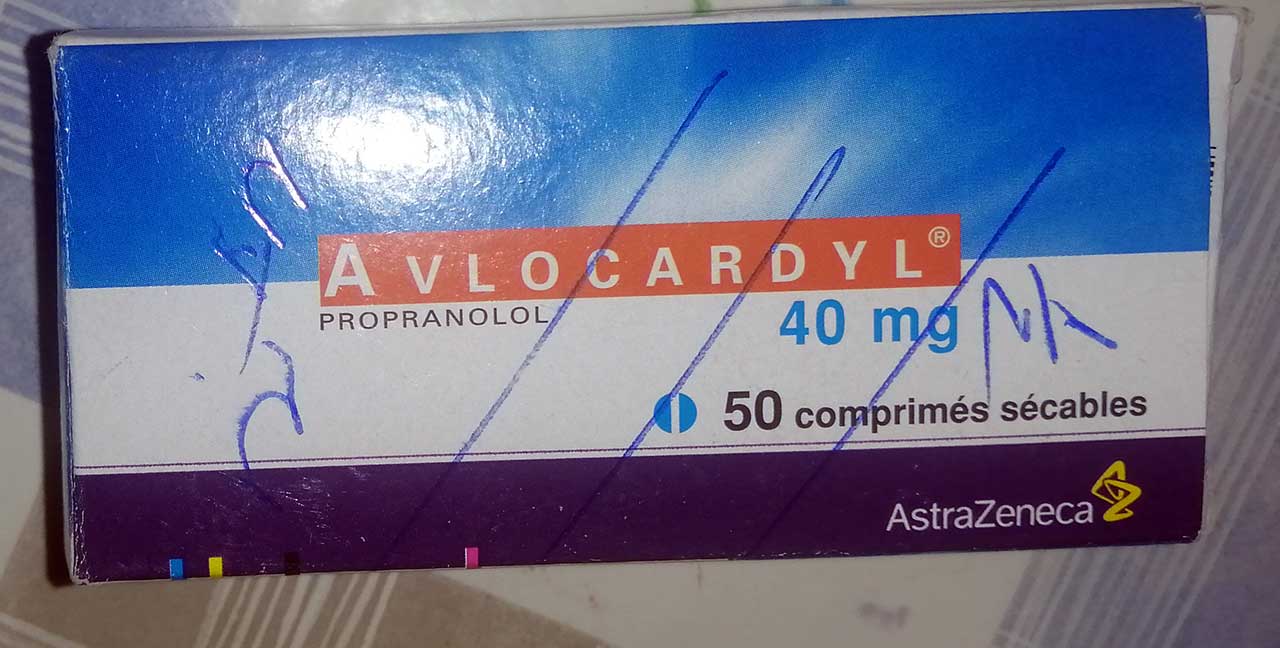 AVLOCARDYL®
PROPRANOLOL
40 mg
50 comprimés sécables
AstraZeneca